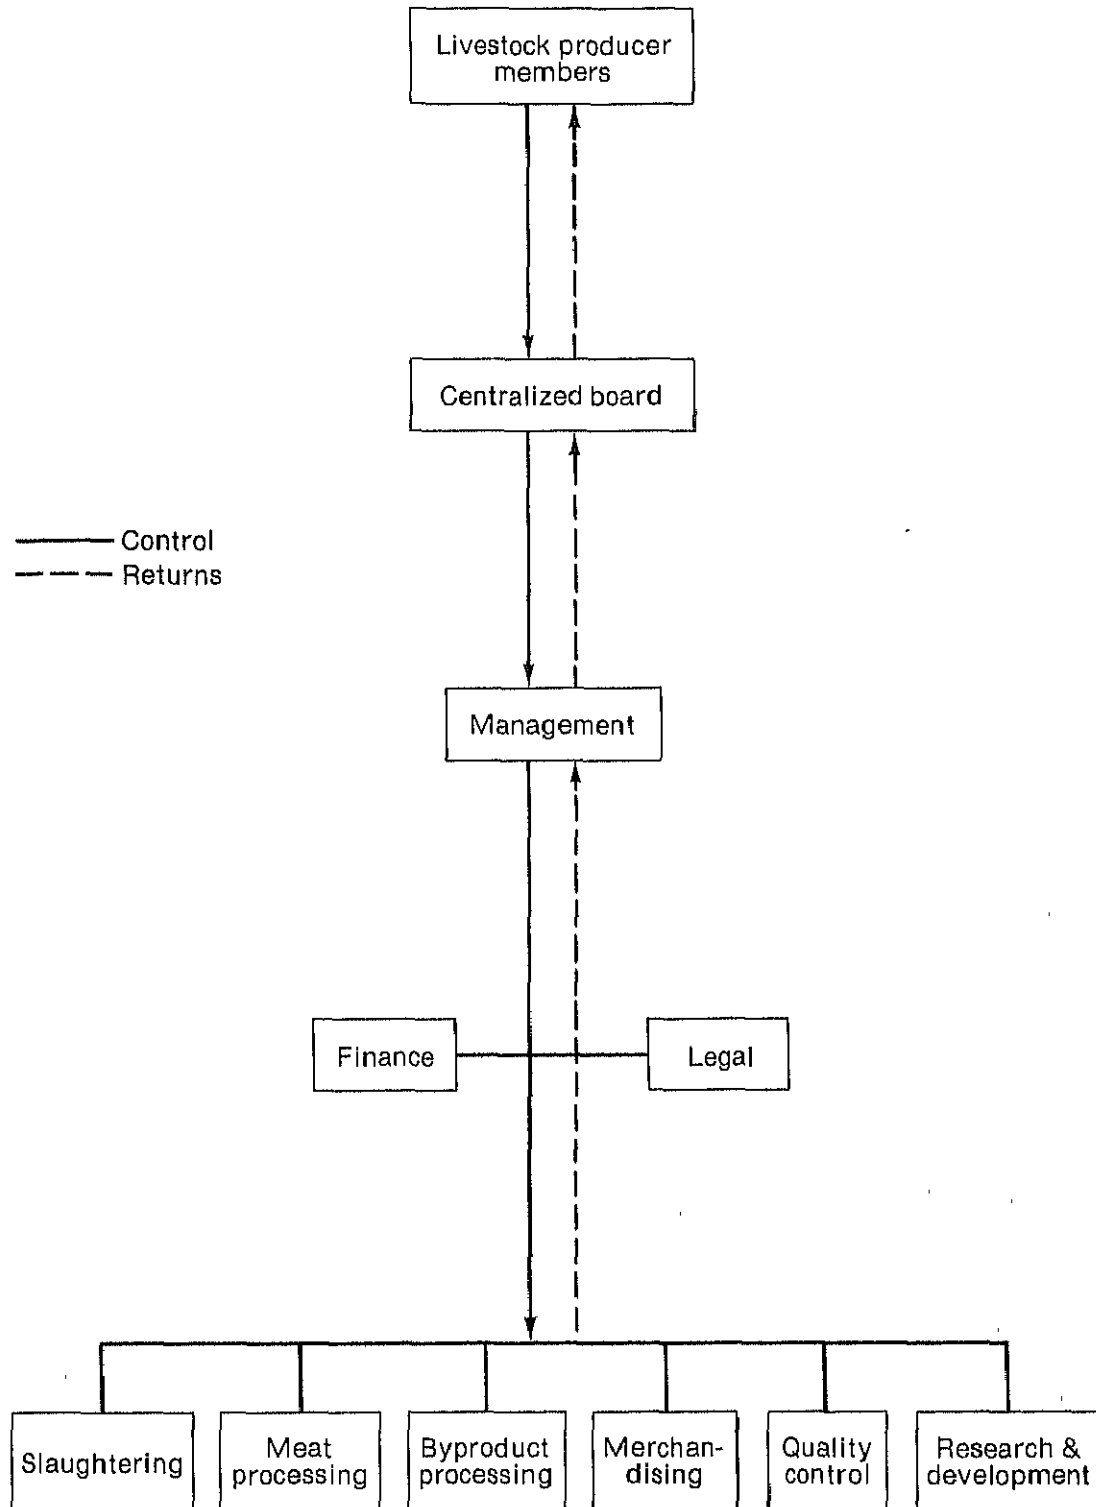 Livestock producer
members
Centralized board
Control
Returns
Management
Finance
Legal
Slaughtering
Meat
processing
Byproduct
processing
Merchan-
dising
Quality
control
Research &
development